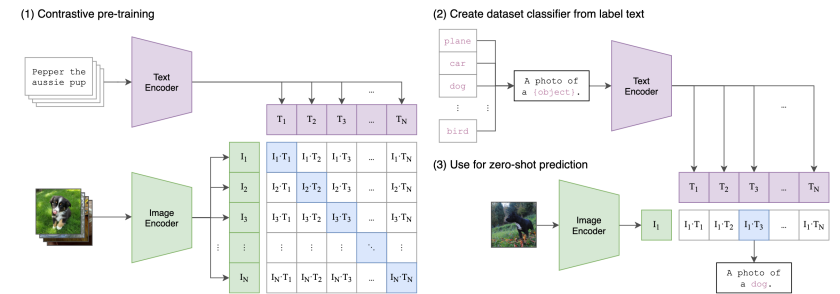 (1) Contrastive pre-training
Pepper the
aussie pup
Text
Encoder
...
T1 T2 T3 ... TN
I1 I1·T1 I1·T2 I1·T3 ... I1·TN
I2 I2·T1 I2·T2 I2·T3 ... I2·TN
Image
Encoder
I3 I3·T1 I3·T2 I3·T3 ... I3·TN
⋮ ⋮ ⋮ ⋮ ⋮ ⋱ ⋮
IN IN·T1 IN·T2 IN·T3 ... IN·TN
(2) Create dataset classifier from label text
plane
car
dog
⋮ ⋮
bird
A photo of
a {object}.
Text
Encoder
...
(3) Use for zero-shot prediction
T1 T2 T3 ... TN
Image
Encoder
I1 I1·T1 I1·T2 I1·T3 ... I1·TN
A photo of
a dog.